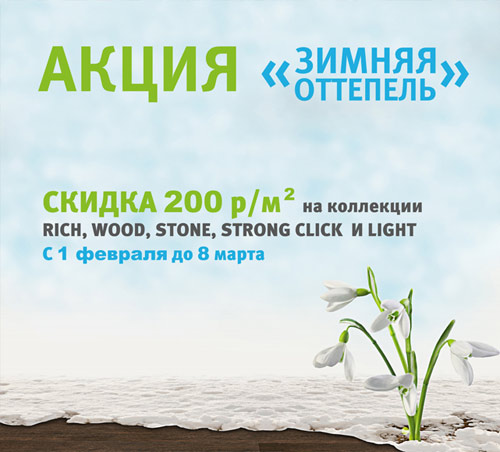 АКЦИЯ «ЗИМНЯЯ
ОТТЕПЕЛЬ»
СКИДКА 200 р/м² на коллекции
RICH, WOOD, STONE, STRONG CLICK И LIGHT
С 1 февраля до 8 марта